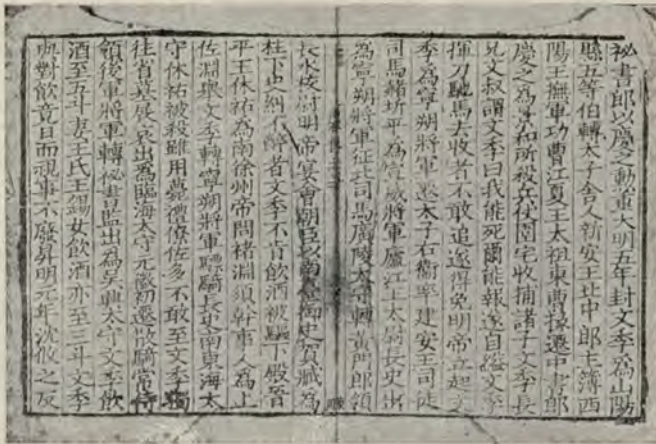 祕書郎以慶之勳重大明五年封文季爲山陽
縣五等伯轉太子舍人新安王北中郎主簿西
陽王撫軍功曹江夏王太尉東曹掾遷中書郎
慶之爲景和所殺兵仗圍宅收捕諸子文季長
兄文叔謂文季曰我能死爾能報遂自縊文季
揮刀馳馬去收者不敢追遂得免明帝立起文
季爲寧朔將軍遷太子右衛率建安王司徒
司馬赭圻平爲宣威將軍廬江王太尉長史出
爲寧朔將軍征北司馬廣陵太守轉黃門郎領
長水校尉明帝宴會朝臣以南臺御史賀臧爲
柱下史糾不醉者文季不肯飲酒被驅下殿晉
平王休祐爲南徐州帝問褚淵須幹事人爲上
佐淵舉文季轉寧朔將軍驃騎長史南東海太
守休祐被殺雖用薨禮僚佐多不敢至文季獨
往省墓展哀出爲臨海太守元徽初遷散騎常侍
領後軍將軍轉祕書監出爲吳興太守文季飲
酒至五斗妻王氏王錫女飲酒亦至三斗文季
與對飲竟日而視事不廢昇明元年沈攸之反